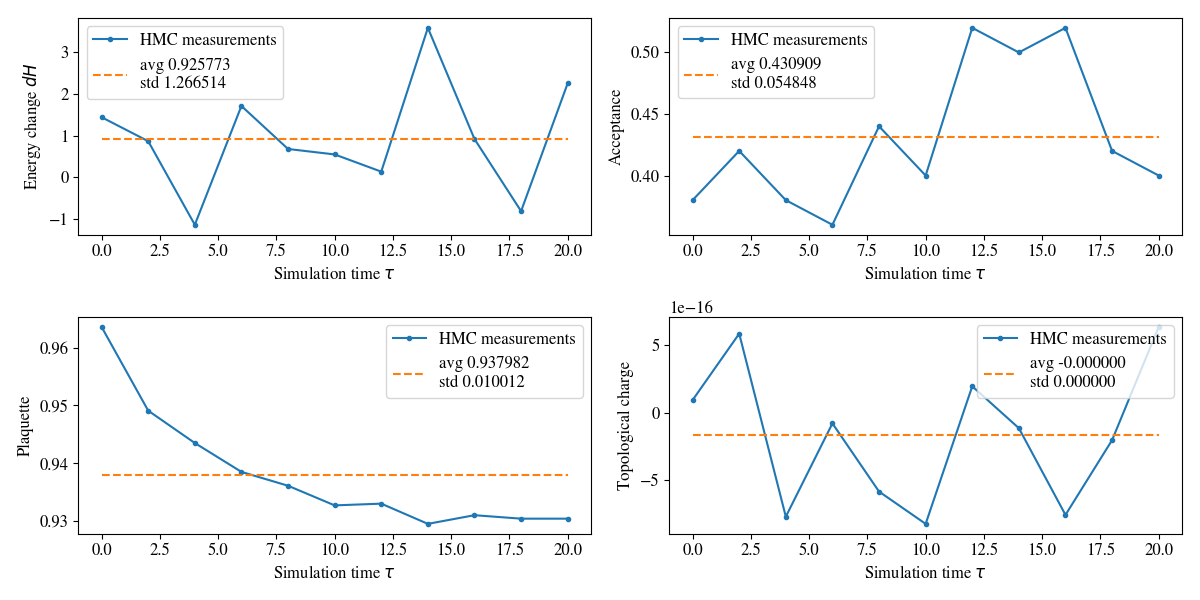 Energy change dH
3
2
1
0
−1
HMC measurements
avg 0.925773
std 1.266514
0.0 2.5 5.0 7.5 10.0 12.5 15.0 17.5 20.0
Simulation time τ
Acceptance
0.50
0.45
0.40
HMC measurements
avg 0.430909
std 0.054848
0.0 2.5 5.0 7.5 10.0 12.5 15.0 17.5 20.0
Simulation time τ
Plaquette
0.96
0.95
0.94
0.93
HMC measurements
avg 0.937982
std 0.010012
0.0 2.5 5.0 7.5 10.0 12.5 15.0 17.5 20.0
Simulation time τ
1e−16
Topological charge
5
0
−5
HMC measurements
avg -0.000000
std 0.000000
0.0 2.5 5.0 7.5 10.0 12.5 15.0 17.5 20.0
Simulation time τ